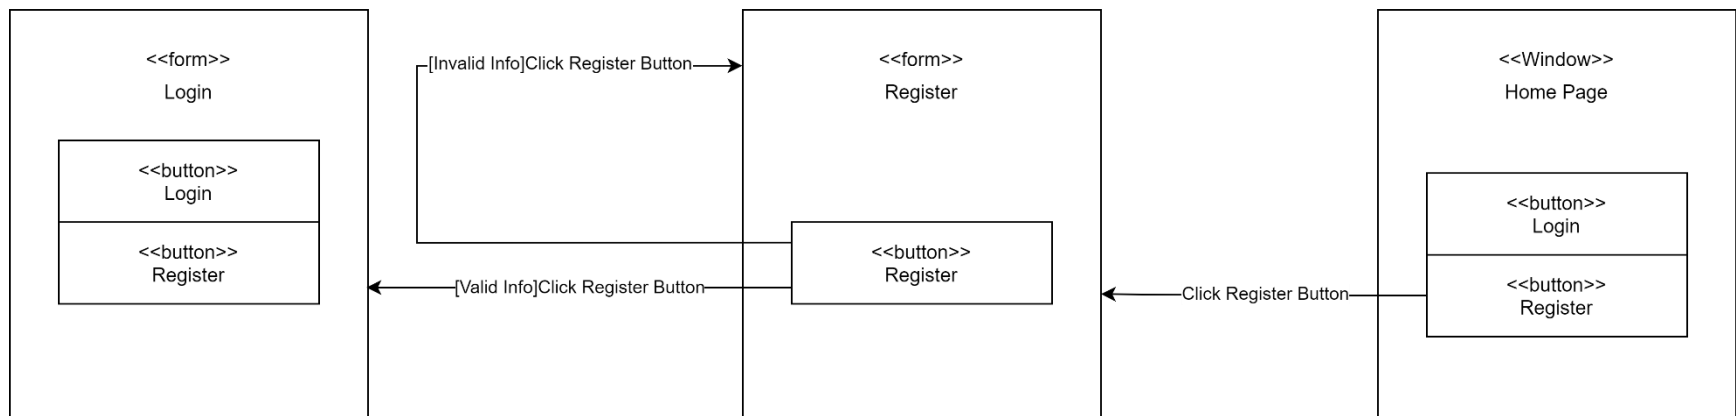 <<form>>
Login
<<button>>
Login
<<button>>
Register
[Invalid Info]Click Register Button
[Valid Info]Click Register Button
<<form>>
Register
<<button>>
Register
Click Register Button
<<Window>>
Home Page
<<button>>
Login
<<button>>
Register